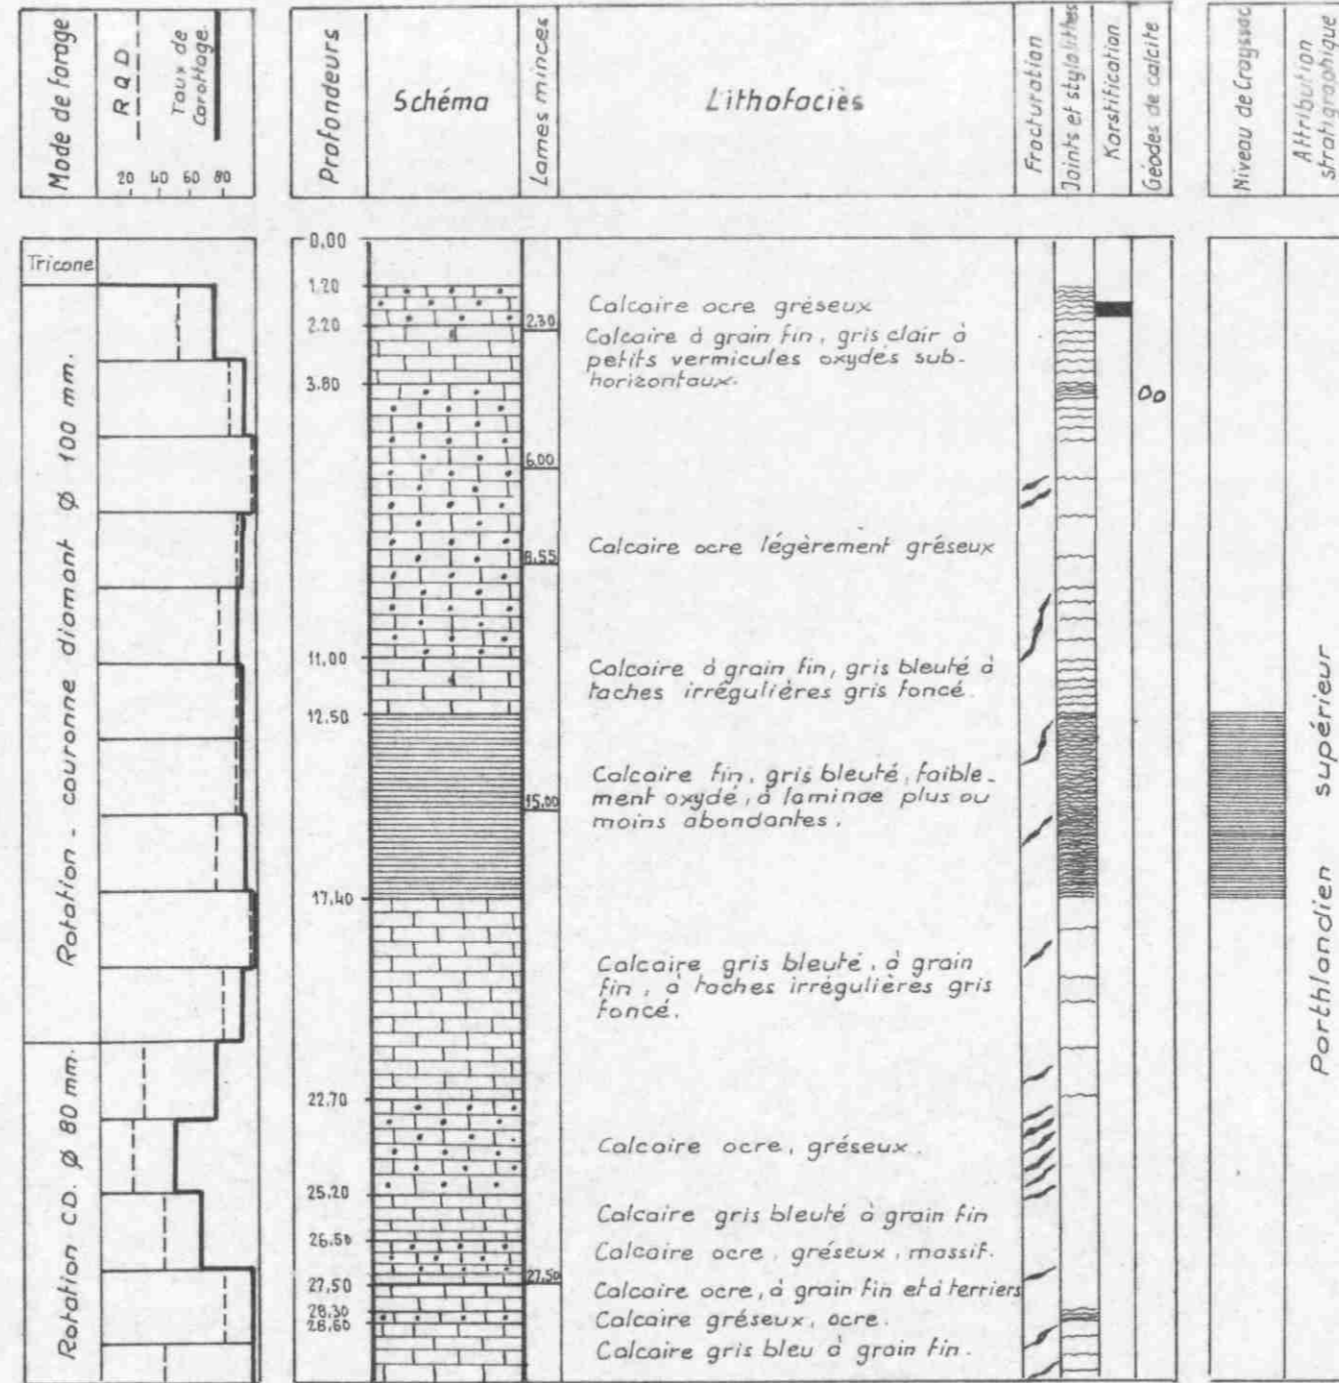 Mode de forage
R Q D
Taux de
Carottage
20 40 60 80
Profondeurs
Schéma
Lames minces
Lithofaciès
Fracturation
Joints et stylolithes
Karstification
Géodes de calcite
Niveau de Crayssac
Attribution
stratigraphique
Tricone
Rotation - couronne diamant Ø 100 mm.
Rotation CD. Ø 80 mm.
0,00
1.20
2.20
3.80
11,00
12.50
17.40
22.70
25.20
26.50
27,50
28.30
28.60
2.30
6.00
8.55
15.00
27.50
Calcaire ocre gréseux
Calcaire à grain fin, gris clair à
petits vermicules oxydés sub-
horizontaux.
Calcaire ocre légèrement gréseux
Calcaire à grain fin, gris bleuté à
taches irrégulières gris foncé.
Calcaire fin, gris bleuté, faible-
ment oxydé, à laminae plus ou
moins abondantes.
Calcaire gris bleuté, à grain
fin, à taches irrégulières gris
foncé.
Calcaire ocre, gréseux.
Calcaire gris bleuté à grain fin
Calcaire ocre, gréseux, massif.
Calcaire ocre, à grain fin et à terriers
Calcaire gréseux, ocre.
Calcaire gris bleu à grain fin.
Porthlandien supérieur